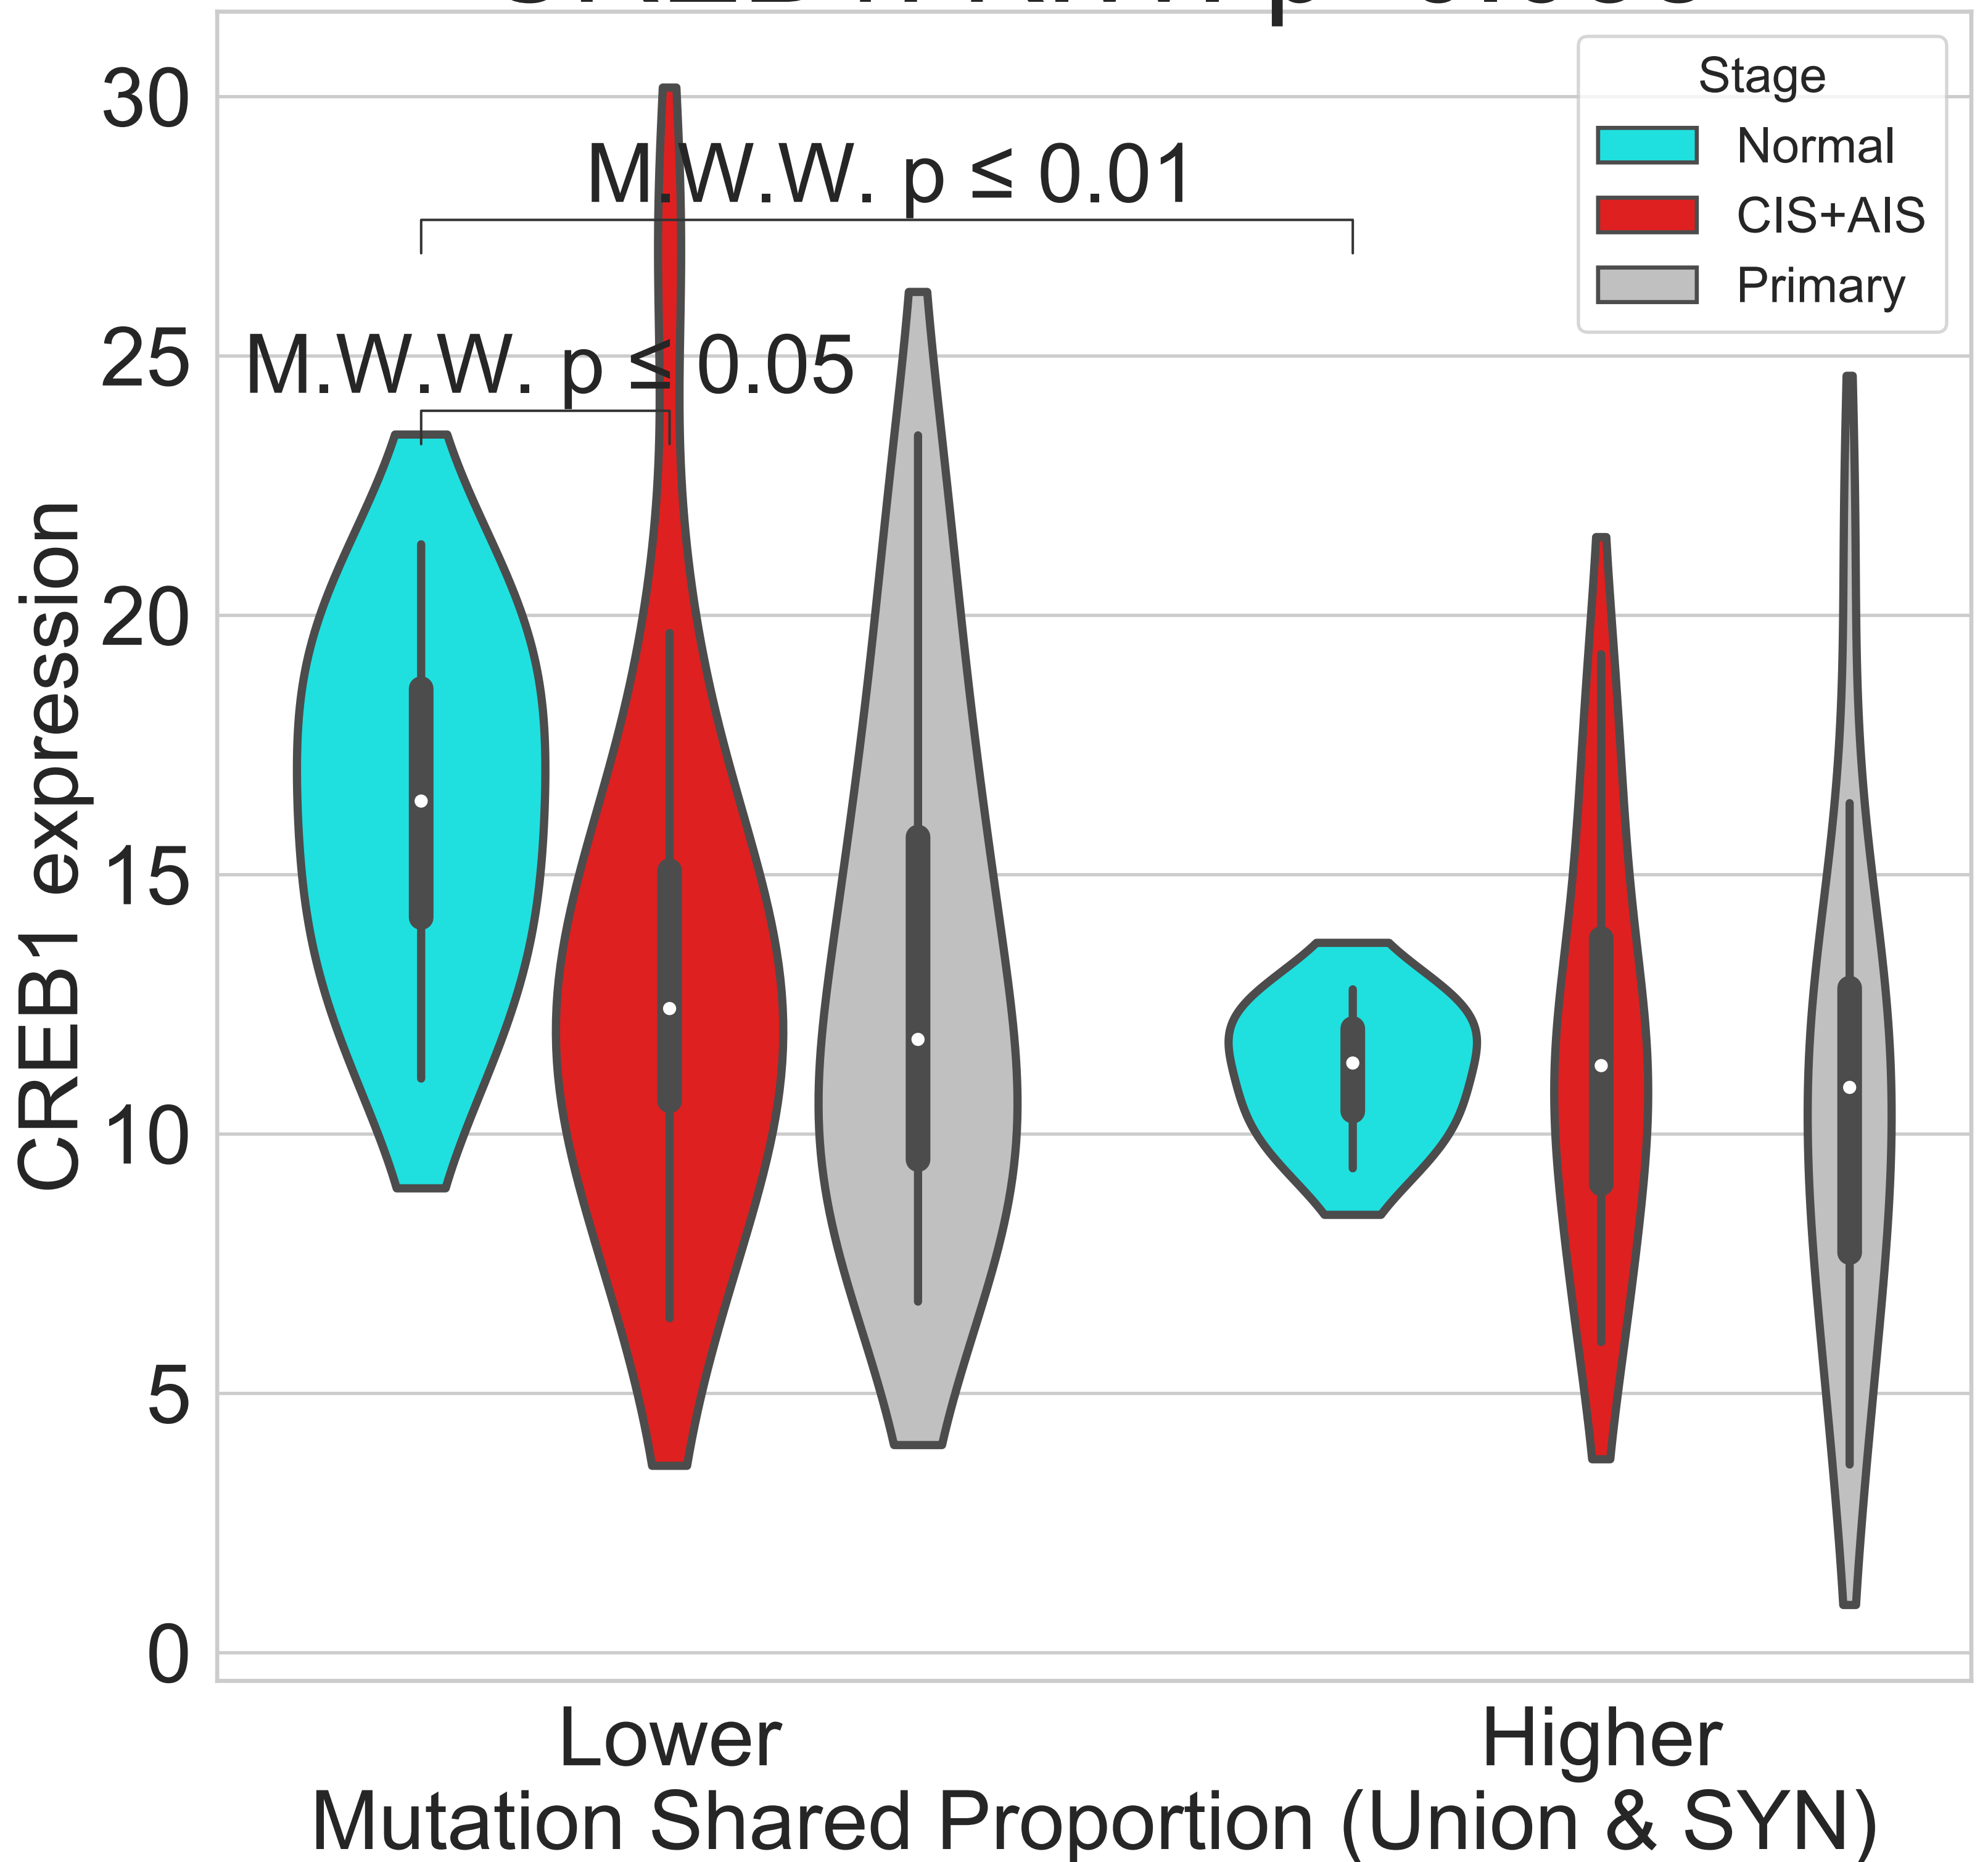 Stage
Normal
CIS+AIS
Primary
M.W.W. p ≤ 0.01
M.W.W. p ≤ 0.05
CREB1 expression
30
25
20
15
10
5
0
Lower
Higher
Mutation Shared Proportion (Union & SYN)